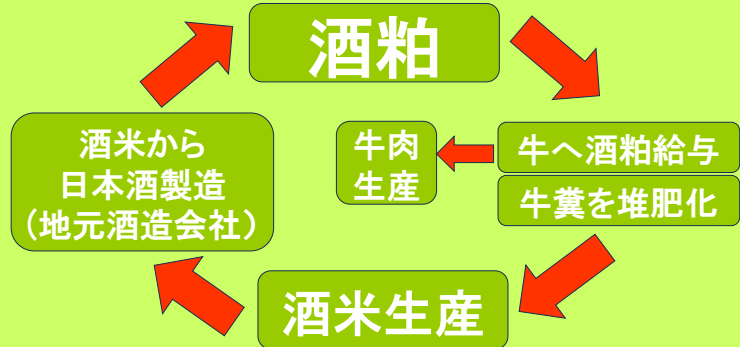 酒粕
酒米から
日本酒製造
（地元酒造会社）
牛肉
生産
牛へ酒粕給与
牛糞を堆肥化
酒米生産